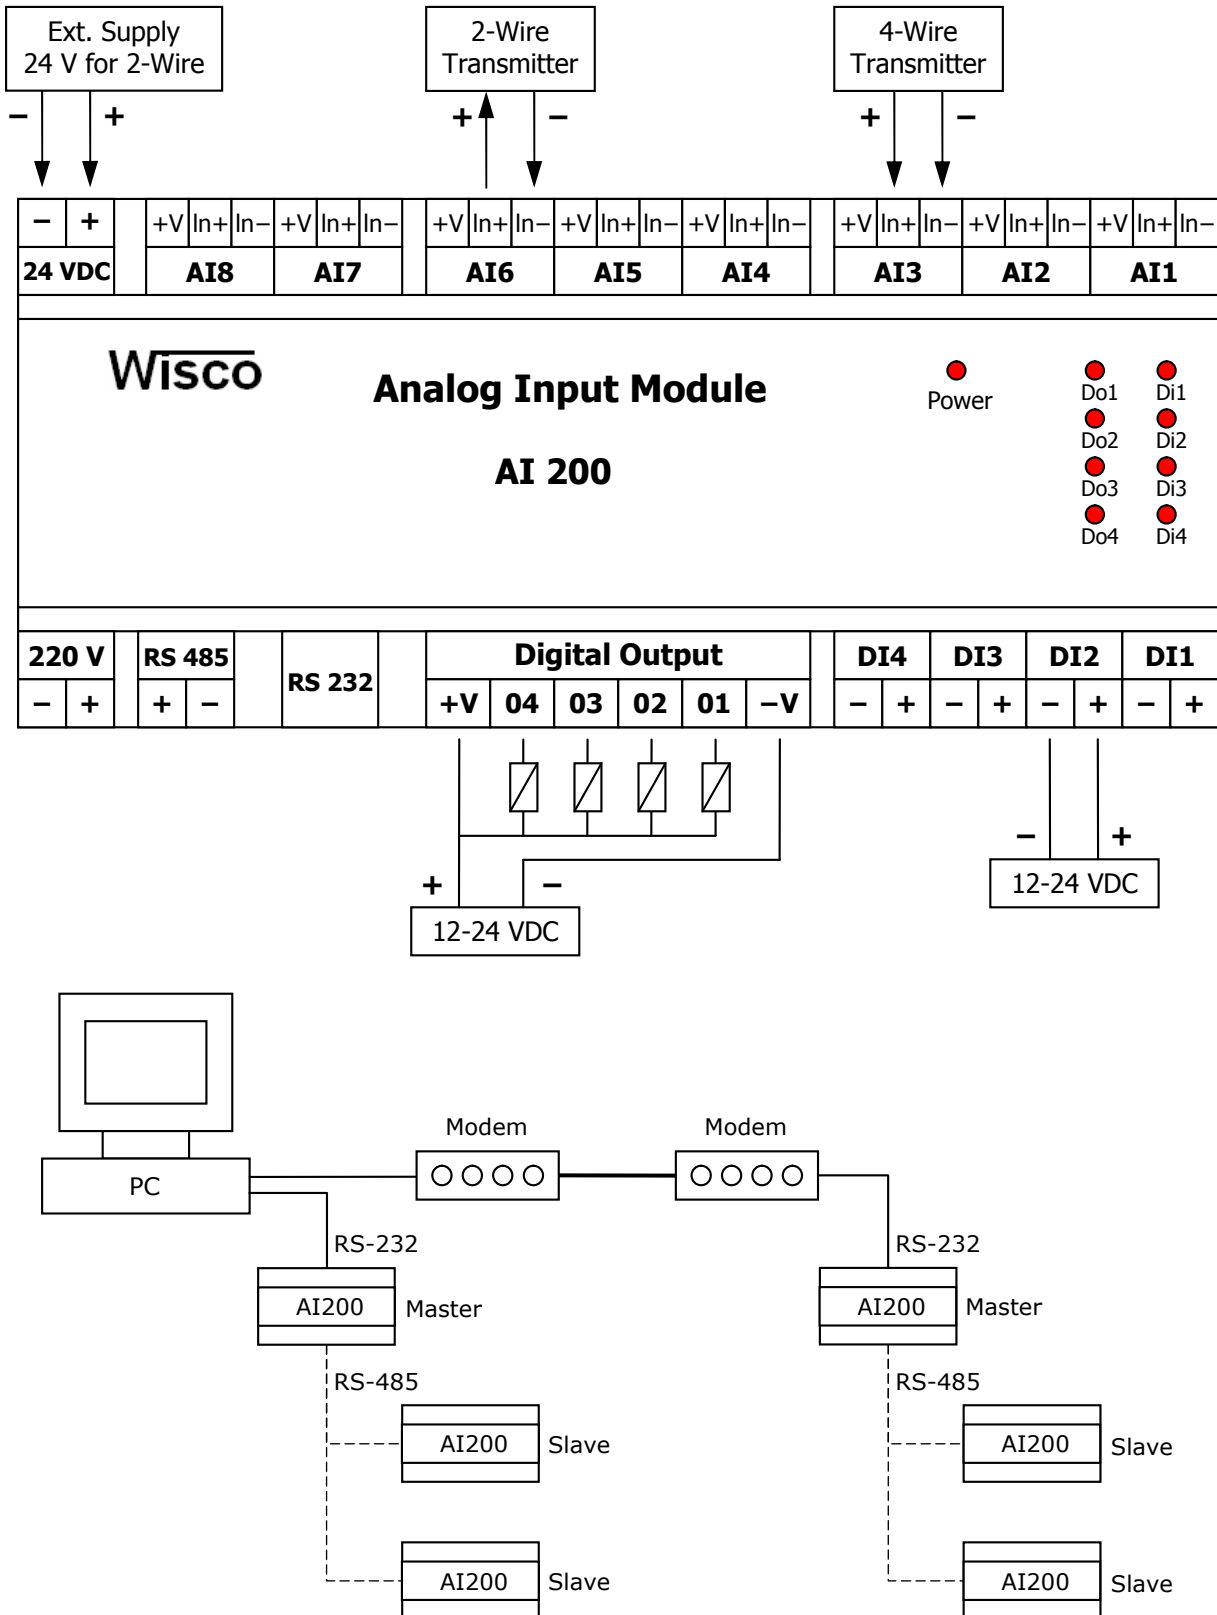 Ext. Supply
24 V for 2-Wire
2-Wire
Transmitter
4-Wire
Transmitter
− +
+ −
+ −
− + +V In+ In− +V In+ In− +V In+ In− +V In+ In− +V In+ In− +V In+ In− +V In+ In− +V In+ In−
24 VDC AI8 AI7 AI6 AI5 AI4 AI3 AI2 AI1
Wisco
Analog Input Module
AI 200
Power
Do1 Di1
Do2 Di2
Do3 Di3
Do4 Di4
220 V RS 485 RS 232 Digital Output DI4 DI3 DI2 DI1
− + + − +V 04 03 02 01 −V − + − + − + − +
− +
12-24 VDC
+ −
12-24 VDC
Modem Modem
PC
RS-232 RS-232
AI200 Master AI200 Master
RS-485 RS-485
AI200 Slave AI200 Slave
AI200 Slave AI200 Slave